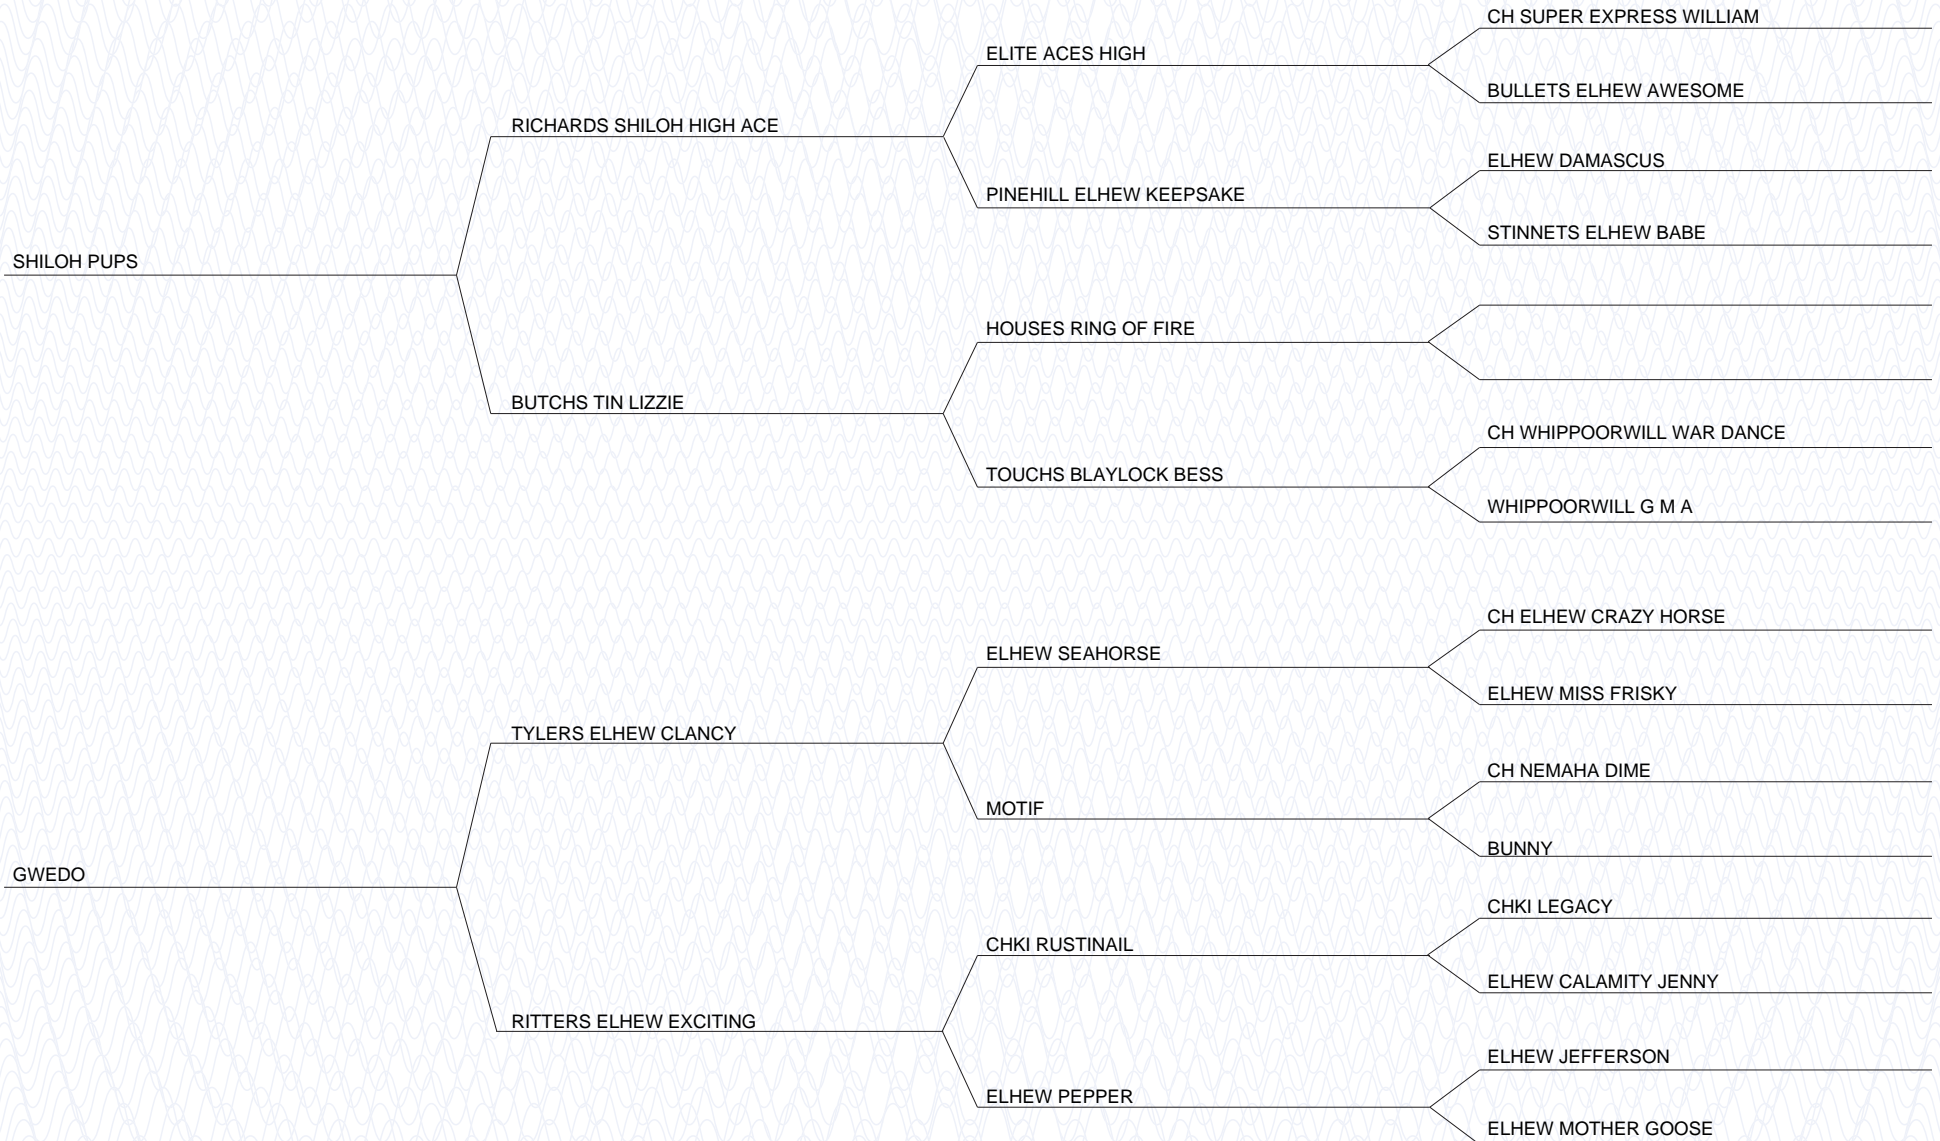 CH SUPER EXPRESS WILLIAM
ELITE ACES HIGH
BULLETS ELHEW AWESOME
RICHARDS SHILOH HIGH ACE
ELHEW DAMASCUS
PINEHILL ELHEW KEEPSAKE
STINNETS ELHEW BABE
SHILOH PUPS
HOUSES RING OF FIRE
BUTCHS TIN LIZZIE
CH WHIPPOORWILL WAR DANCE
TOUCHS BLAYLOCK BESS
WHIPPOORWILL G M A
CH ELHEW CRAZY HORSE
ELHEW SEAHORSE
ELHEW MISS FRISKY
TYLERS ELHEW CLANCY
CH NEMAHA DIME
MOTIF
BUNNY
GWEDO
CHKI LEGACY
CHKI RUSTINAIL
ELHEW CALAMITY JENNY
RITTERS ELHEW EXCITING
ELHEW JEFFERSON
ELHEW PEPPER
ELHEW MOTHER GOOSE